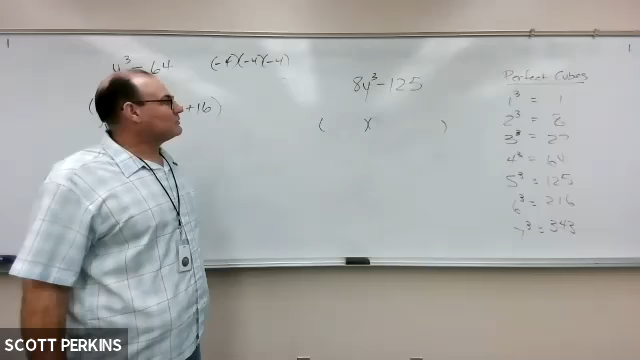 y³ - 64
(-4)(-4)(-4)
+16)
8y³-125
(   )(   )
Perfect Cubes
1³ = 1
2³ = 8
3³ = 27
4³ = 64
5³ = 125
6³ = 216
7³ = 343
SCOTT PERKINS